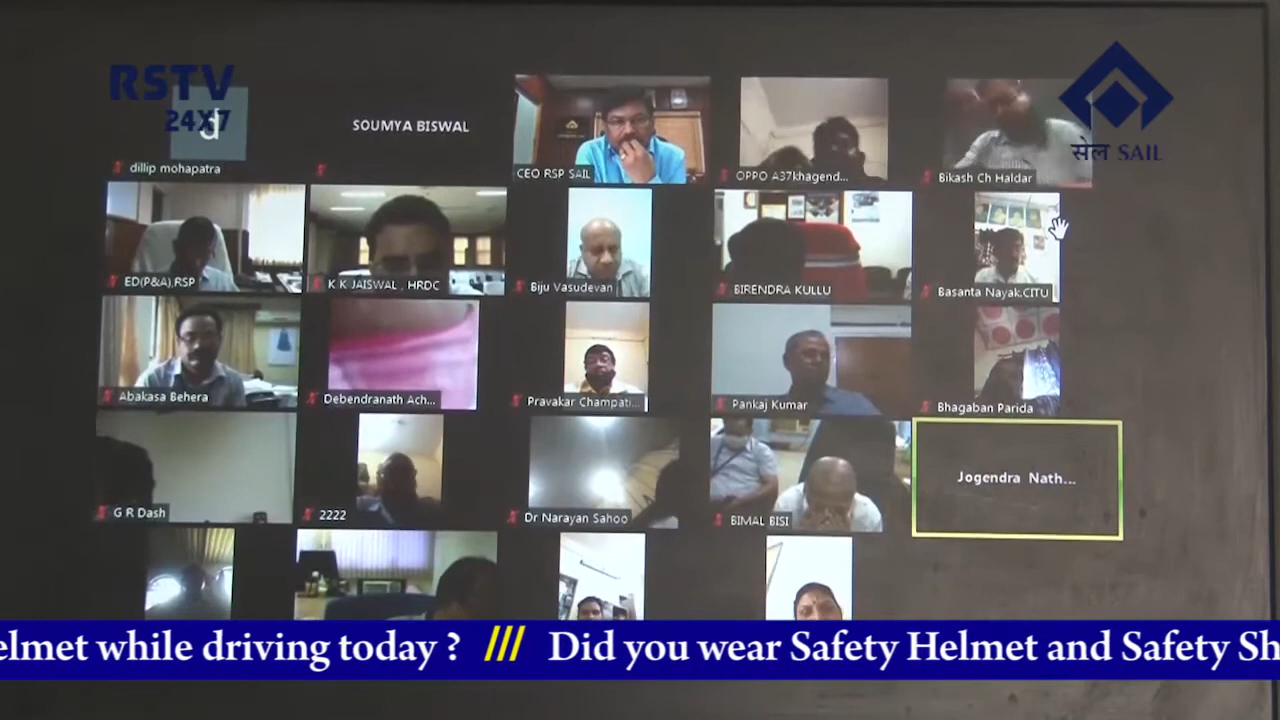 RSTV
24X7
d
dillip mohapatra
SOUMYA BISWAL
CEO RSP SAIL
OPPO A37khagend...
Bikash Ch Haldar
सेल SAIL
ED(P&A),RSP
K K JAISWAL , HRDC
Biju Vasudevan
BIRENDRA KULLU
Basanta Nayak,CITU
Abakasa Behera
Debendranath Ach...
Pravakar Champati...
Pankaj Kumar
Bhagaban Parida
G R Dash
2222
Dr Narayan Sahoo
BIMAL BISI
Jogendra Nath...
elmet while driving today ? /// Did you wear Safety Helmet and Safety Sh